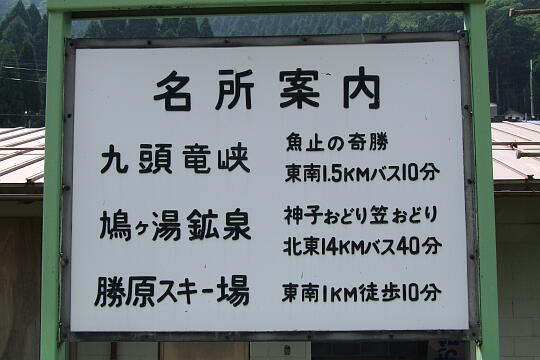 名所案内
九頭竜峡 魚止の奇勝
東南1.5KMバス10分
鳩ヶ湯鉱泉 神子おどり笠おどり
北東14KMバス40分
勝原スキー場 東南1KM徒歩10分